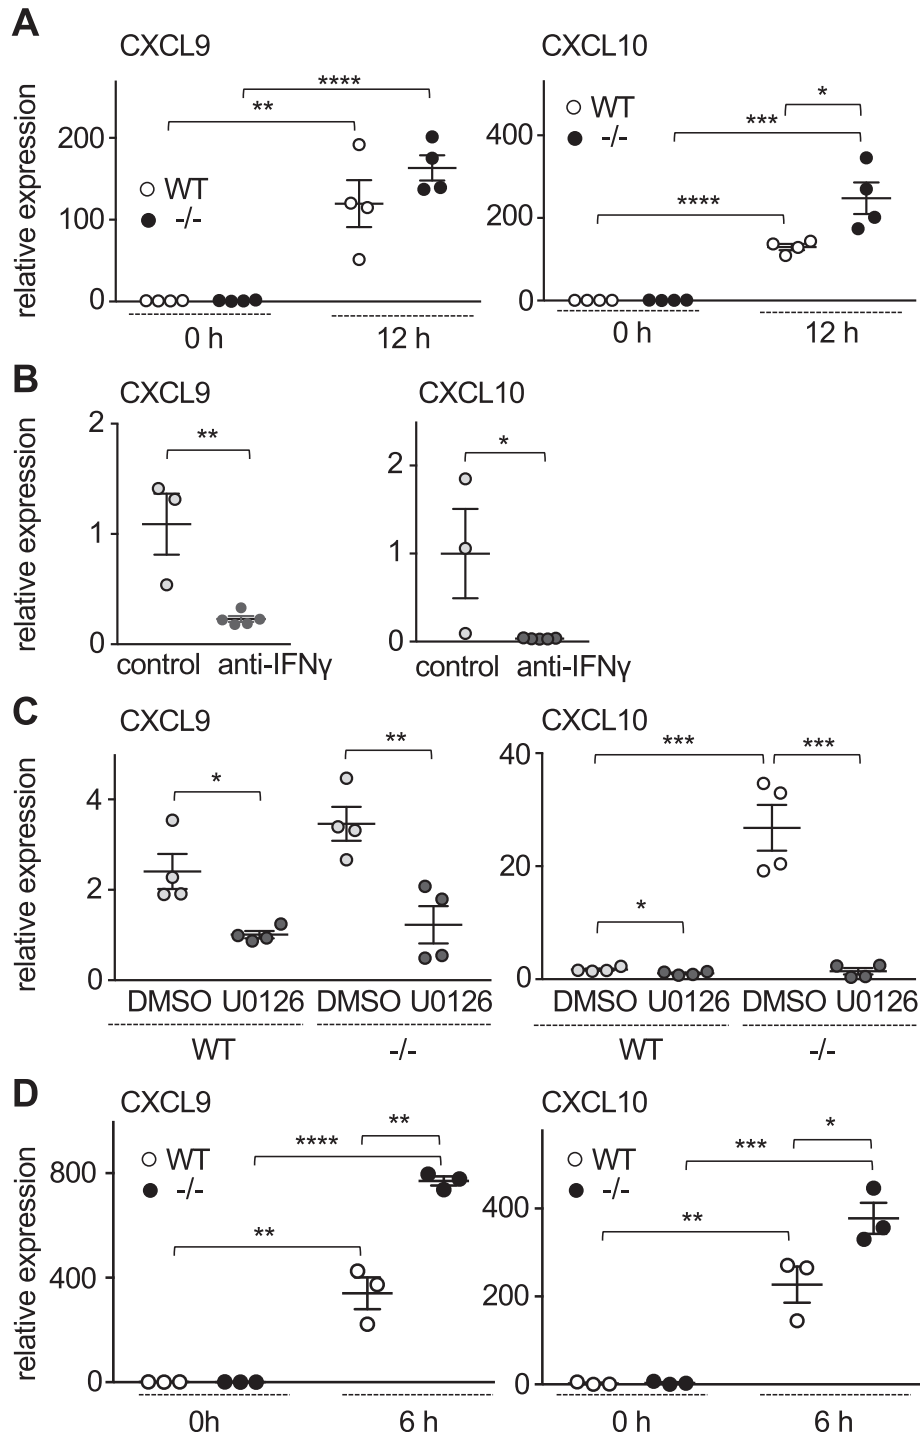 A
CXCL9
CXCL10
relative expression
200
100
0
WT
-/-
**
****
0 h
12 h
400
200
0
WT
-/-
****
***
*
0 h
12 h
B
CXCL9
CXCL10
relative expression
2
1
0
**
control
anti-IFNγ
2
1
0
*
control
anti-IFNγ
C
CXCL9
CXCL10
relative expression
4
2
0
*
**
DMSO U0126 DMSO U0126
WT
-/-
40
20
0
***
***
*
DMSO U0126 DMSO U0126
WT
-/-
D
CXCL9
CXCL10
relative expression
800
400
0
WT
-/-
**
****
**
0h
6 h
400
200
0
WT
-/-
*
***
**
0 h
6 h